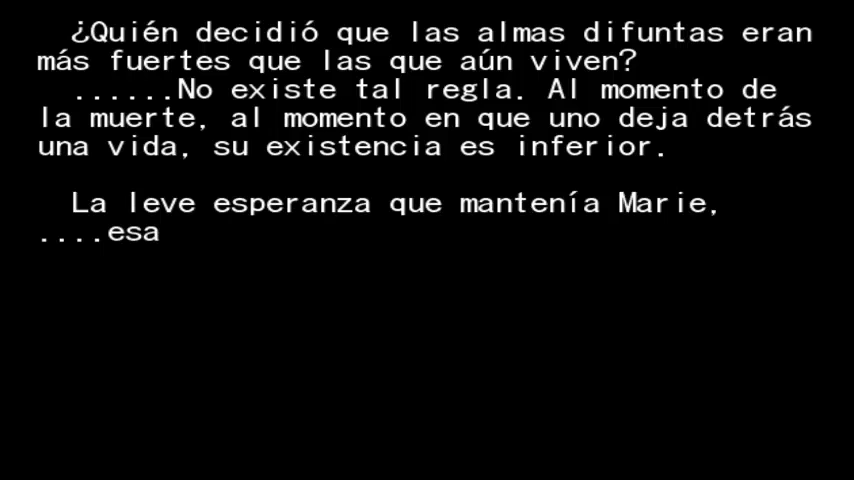 ¿Quién decidió que las almas difuntas eran
más fuertes que las que aún viven?
......No existe tal regla. Al momento de
la muerte, al momento en que uno deja detrás
una vida, su existencia es inferior.
La leve esperanza que mantenía Marie,
....esa